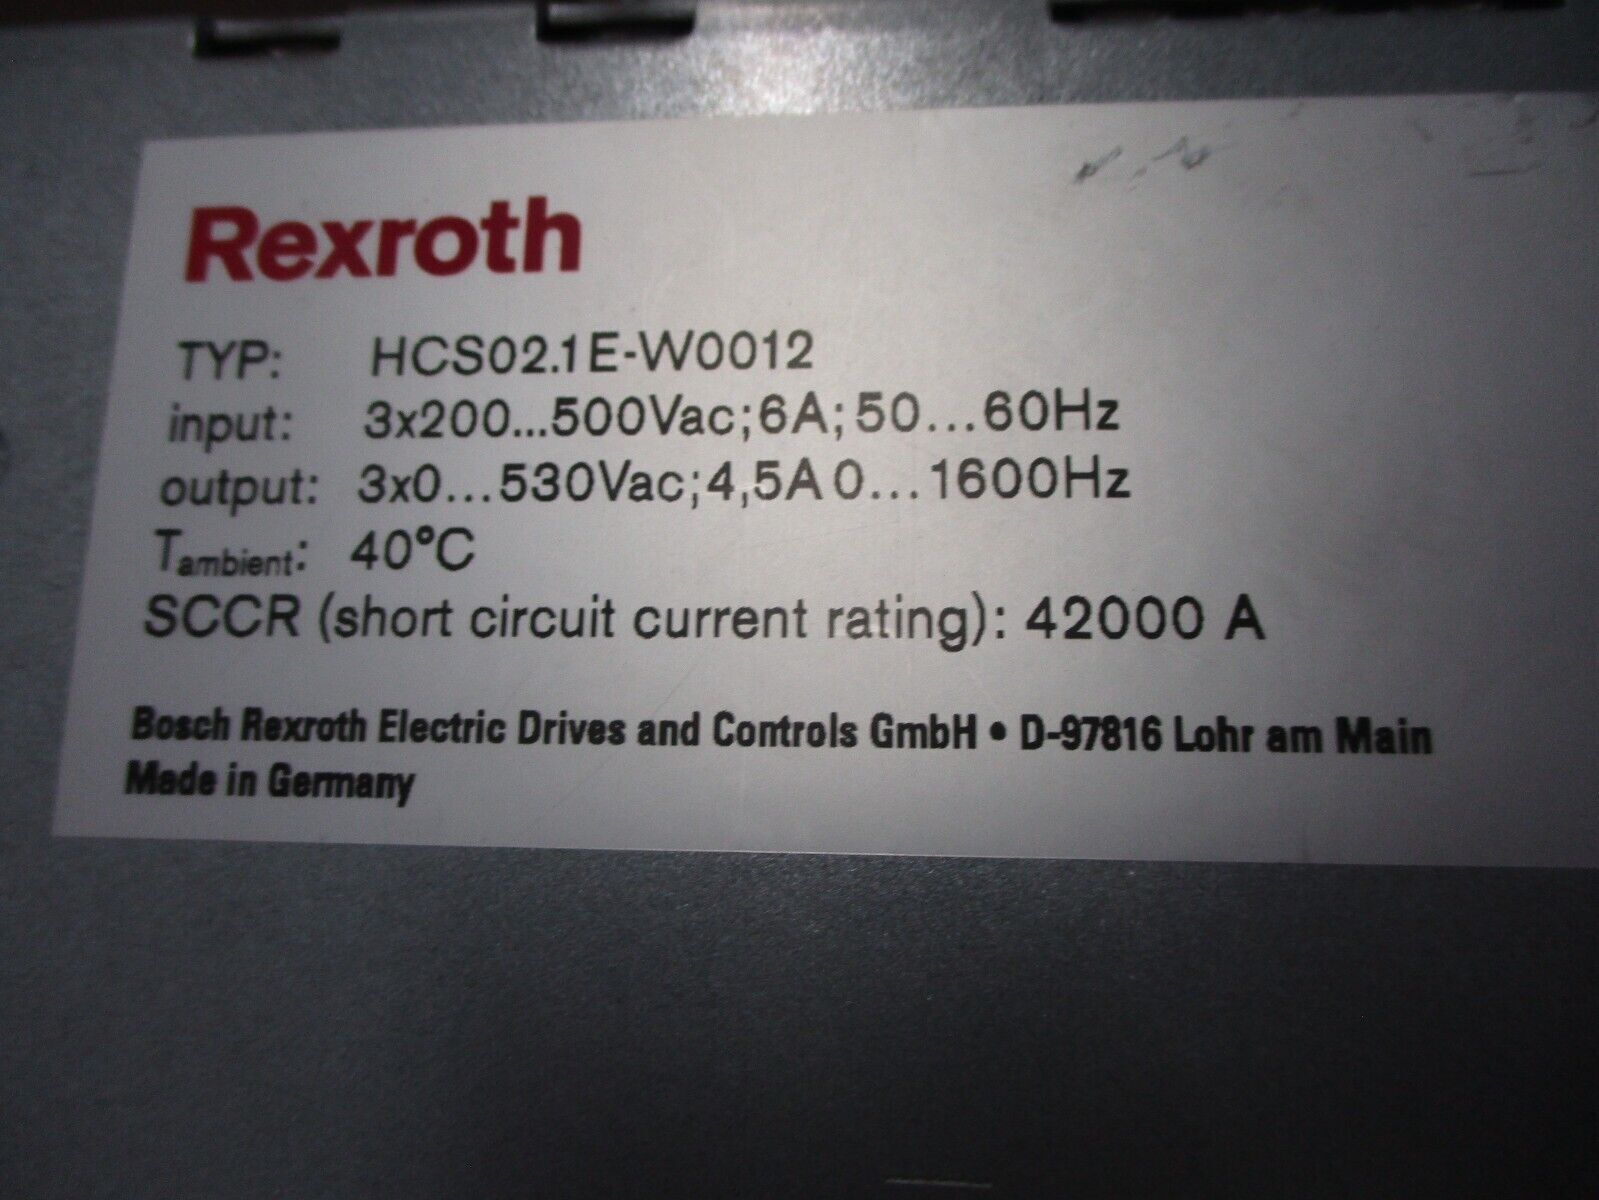 Rexroth
TYP: HCS02.1E-W0012
input: 3x200...500Vac;6A;50...60Hz
output: 3x0...530Vac;4,5A 0...1600Hz
Tambient: 40°C
SCCR (short circuit current rating): 42000 A
Bosch Rexroth Electric Drives and Controls GmbH • D-97816 Lohr am Main
Made in Germany